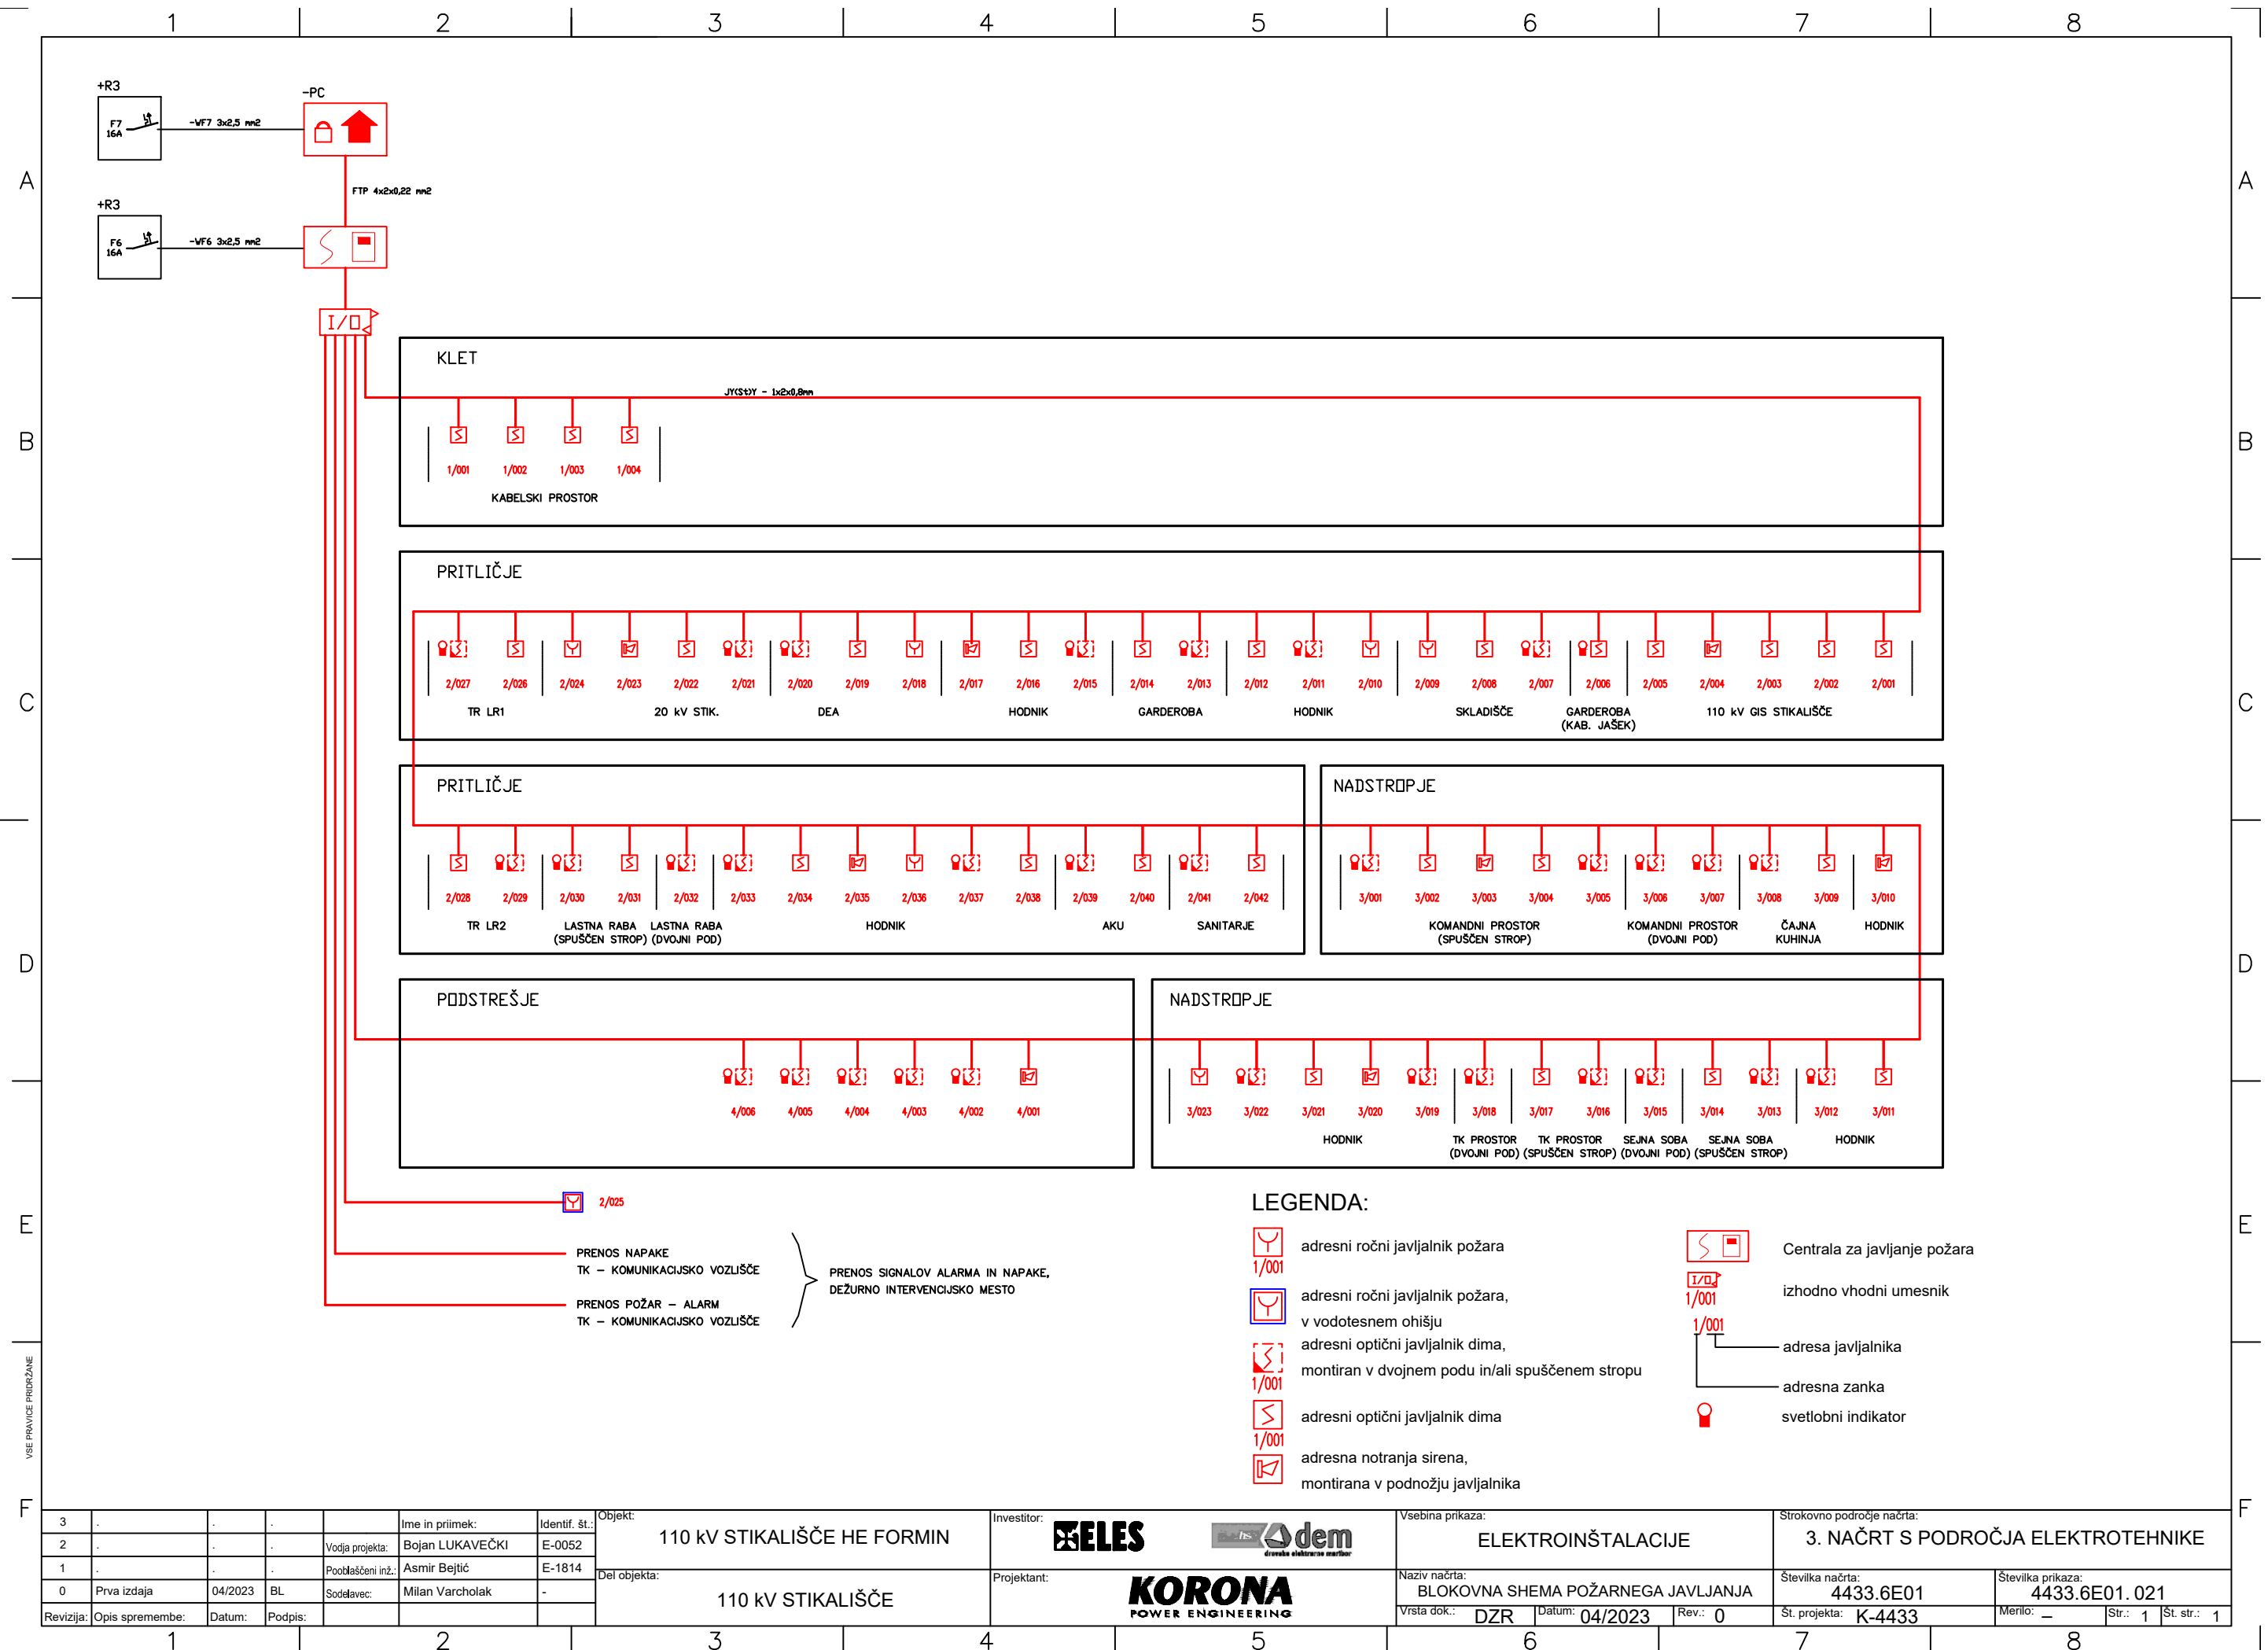 1 2 3 4 5 6 7 8
A A
B B
C C
D D
E E
F F
+R3
F7
16A
-WF7 3x2,5 mm2
-PC
FTP 4x2x0,22 mm2
+R3
F6
16A
-WF6 3x2,5 mm2
I/O
KLET
JY(St)Y - 1x2x0,8mm
1/001 1/002 1/003 1/004
KABELSKI PROSTOR
PRITLIČJE
2/027 2/026 2/024 2/023 2/022 2/021 2/020 2/019 2/018 2/017 2/016 2/015 2/014 2/013 2/012 2/011 2/010 2/009 2/008 2/007 2/006 2/005 2/004 2/003 2/002 2/001
TR LR1 20 kV STIK. DEA HODNIK GARDEROBA HODNIK SKLADIŠČE GARDEROBA 110 kV GIS STIKALIŠČE
(KAB. JAŠEK)
PRITLIČJE
2/028 2/029 2/030 2/031 2/032 2/033 2/034 2/035 2/036 2/037 2/038 2/039 2/040 2/041 2/042
TR LR2 LASTNA RABA LASTNA RABA HODNIK AKU SANITARJE
(SPUŠČEN STROP) (DVOJNI POD)
NADSTROPJE
3/001 3/002 3/003 3/004 3/005 3/006 3/007 3/008 3/009 3/010
KOMANDNI PROSTOR KOMANDNI PROSTOR ČAJNA HODNIK
(SPUŠČEN STROP) (DVOJNI POD) KUHINJA
PODSTREŠJE
4/006 4/005 4/004 4/003 4/002 4/001
NADSTROPJE
3/023 3/022 3/021 3/020 3/019 3/018 3/017 3/016 3/015 3/014 3/013 3/012 3/011
HODNIK TK PROSTOR TK PROSTOR SEJNA SOBA SEJNA SOBA HODNIK
(DVOJNI POD) (SPUŠČEN STROP) (DVOJNI POD) (SPUŠČEN STROP)
2/025
PRENOS NAPAKE
TK – KOMUNIKACIJSKO VOZLIŠČE
PRENOS POŽAR – ALARM
TK – KOMUNIKACIJSKO VOZLIŠČE
PRENOS SIGNALOV ALARMA IN NAPAKE,
DEŽURNO INTERVENCIJSKO MESTO
LEGENDA:
1/001
adresni ročni javljalnik požara
adresni ročni javljalnik požara,
v vodotesnem ohišju
adresni optični javljalnik dima,
montiran v dvojnem podu in/ali spuščenem stropu
1/001
adresni optični javljalnik dima
1/001
adresna notranja sirena,
montirana v podnožju javljalnika
Centrala za javljanje požara
I/O
1/001
izhodno vhodni umesnik
1/001
adresa javljalnika
adresna zanka
svetlobni indikator
VSE PRAVICE PRIDRŽANE
3 . . . Ime in priimek: Identif. št.:
2 . . . Vodja projekta: Bojan LUKAVEČKI E-0052
1 . . . Pooblaščeni inž.: Asmir Bejtić E-1814
0 Prva izdaja 04/2023 BL Sodelavec: Milan Varcholak -
Revizija: Opis spremembe: Datum: Podpis:
Objekt:
110 kV STIKALIŠČE HE FORMIN
Del objekta:
110 kV STIKALIŠČE
Investitor:
ELES
hs dem
dravske elektrarne maribor
Projektant:
KORONA
POWER ENGINEERING
Vsebina prikaza:
ELEKTROINŠTALACIJE
Naziv načrta:
BLOKOVNA SHEMA POŽARNEGA JAVLJANJA
Vrsta dok.: DZR Datum: 04/2023 Rev.: 0
Strokovno področje načrta:
3. NAČRT S PODROČJA ELEKTROTEHNIKE
Številka načrta:
4433.6E01
Številka prikaza:
4433.6E01.021
Št. projekta: K-4433 Merilo: – Str.: 1 Št. str.: 1
1 2 3 4 5 6 7 8